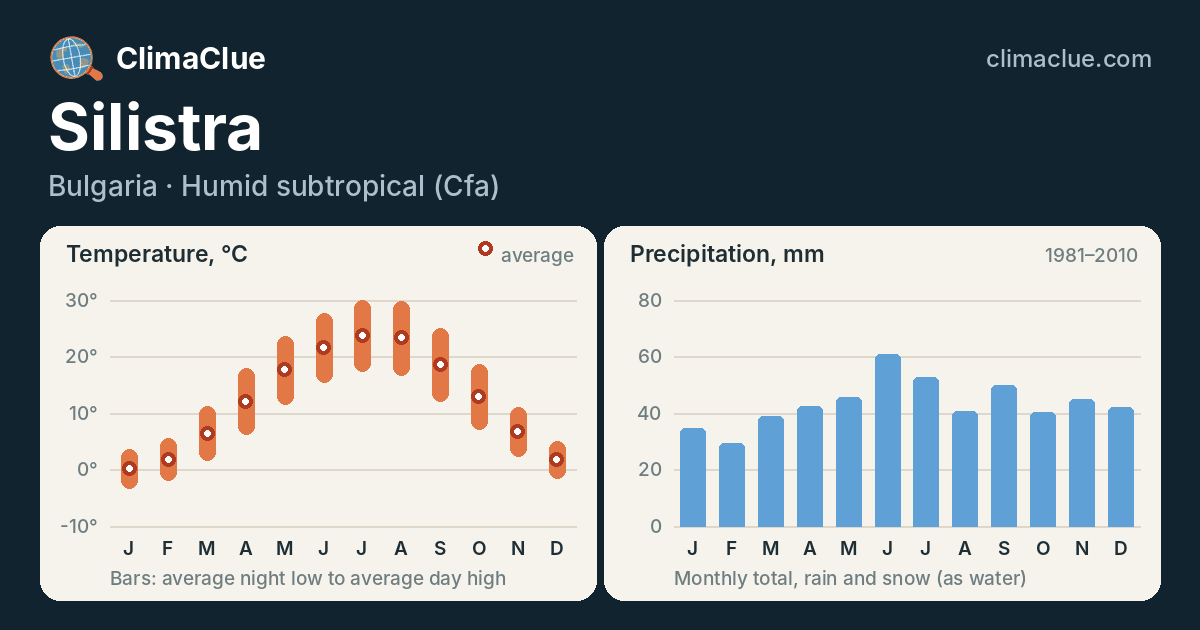 ClimaClue
climaclue.com
Silistra
Bulgaria · Humid subtropical (Cfa)
Temperature, °C
average
30°
20°
10°
0°
-10°
J F M A M J J A S O N D
Bars: average night low to average day high
Precipitation, mm
1981–2010
80
60
40
20
0
J F M A M J J A S O N D
Monthly total, rain and snow (as water)